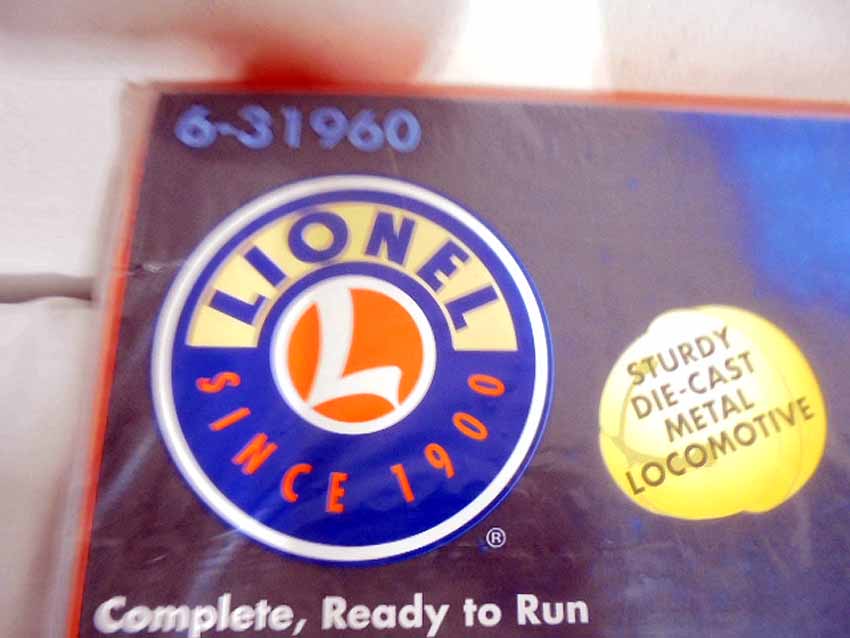 6-31960
LIONEL
L
SINCE 1900
®
STURDY
DIE-CAST
METAL
LOCOMOTIVE
Complete, Ready to Run